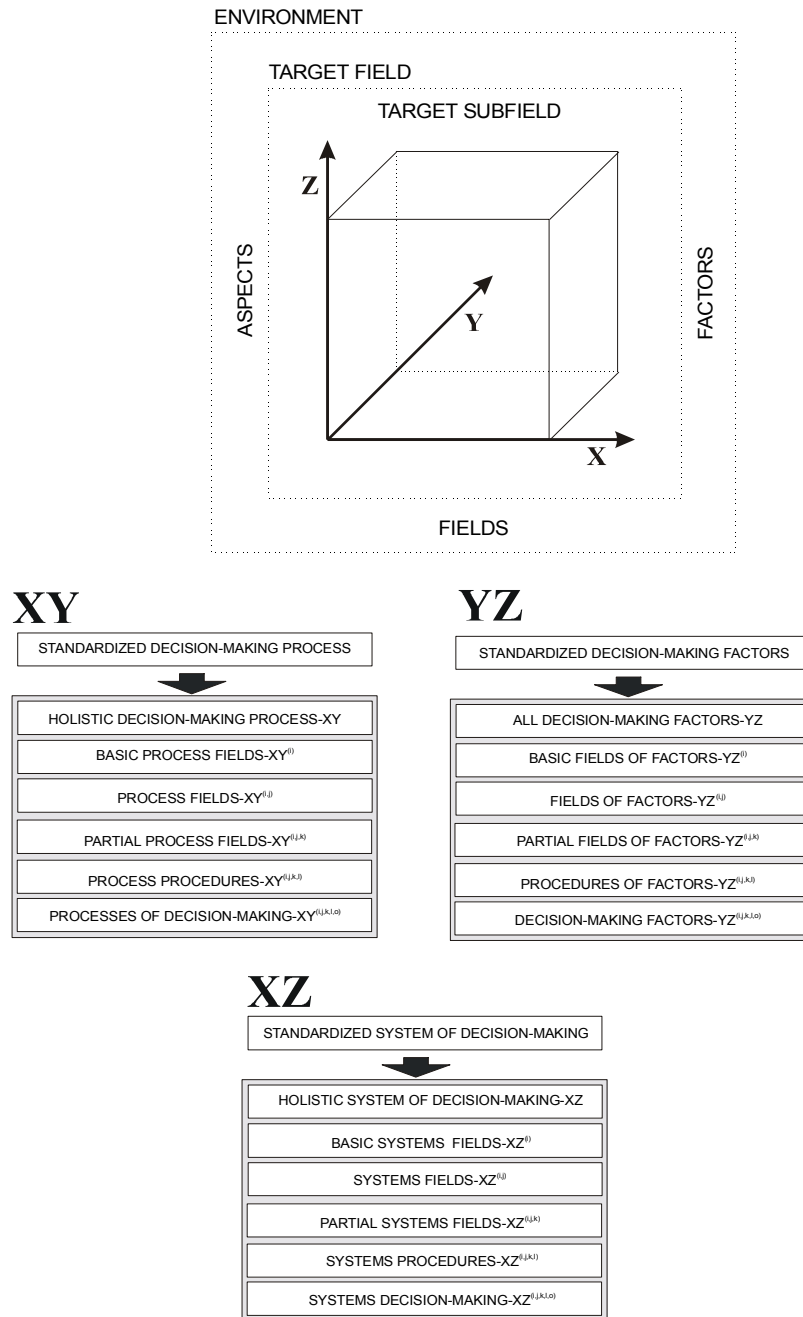 ENVIRONMENT
TARGET FIELD
TARGET SUBFIELD
Z
Y
X
ASPECTS
FACTORS
FIELDS
XY
STANDARDIZED DECISION-MAKING PROCESS
HOLISTIC DECISION-MAKING PROCESS-XY
BASIC PROCESS FIELDS-XY(i)
PROCESS FIELDS-XY(i,j)
PARTIAL PROCESS FIELDS-XY(i,j,k)
PROCESS PROCEDURES-XY(i,j,k,l)
PROCESSES OF DECISION-MAKING-XY(i,j,k,l,o)
YZ
STANDARDIZED DECISION-MAKING FACTORS
ALL DECISION-MAKING FACTORS-YZ
BASIC FIELDS OF FACTORS-YZ(i)
FIELDS OF FACTORS-YZ(i,j)
PARTIAL FIELDS OF FACTORS-YZ(i,j,k)
PROCEDURES OF FACTORS-YZ(i,j,k,l)
DECISION-MAKING FACTORS-YZ(i,j,k,l,o)
XZ
STANDARDIZED SYSTEM OF DECISION-MAKING
HOLISTIC SYSTEM OF DECISION-MAKING-XZ
BASIC SYSTEMS FIELDS-XZ(i)
SYSTEMS FIELDS-XZ(i,j)
PARTIAL SYSTEMS FIELDS-XZ(i,j,k)
SYSTEMS PROCEDURES-XZ(i,j,k,l)
SYSTEMS DECISION-MAKING-XZ(i,j,k,l,o)